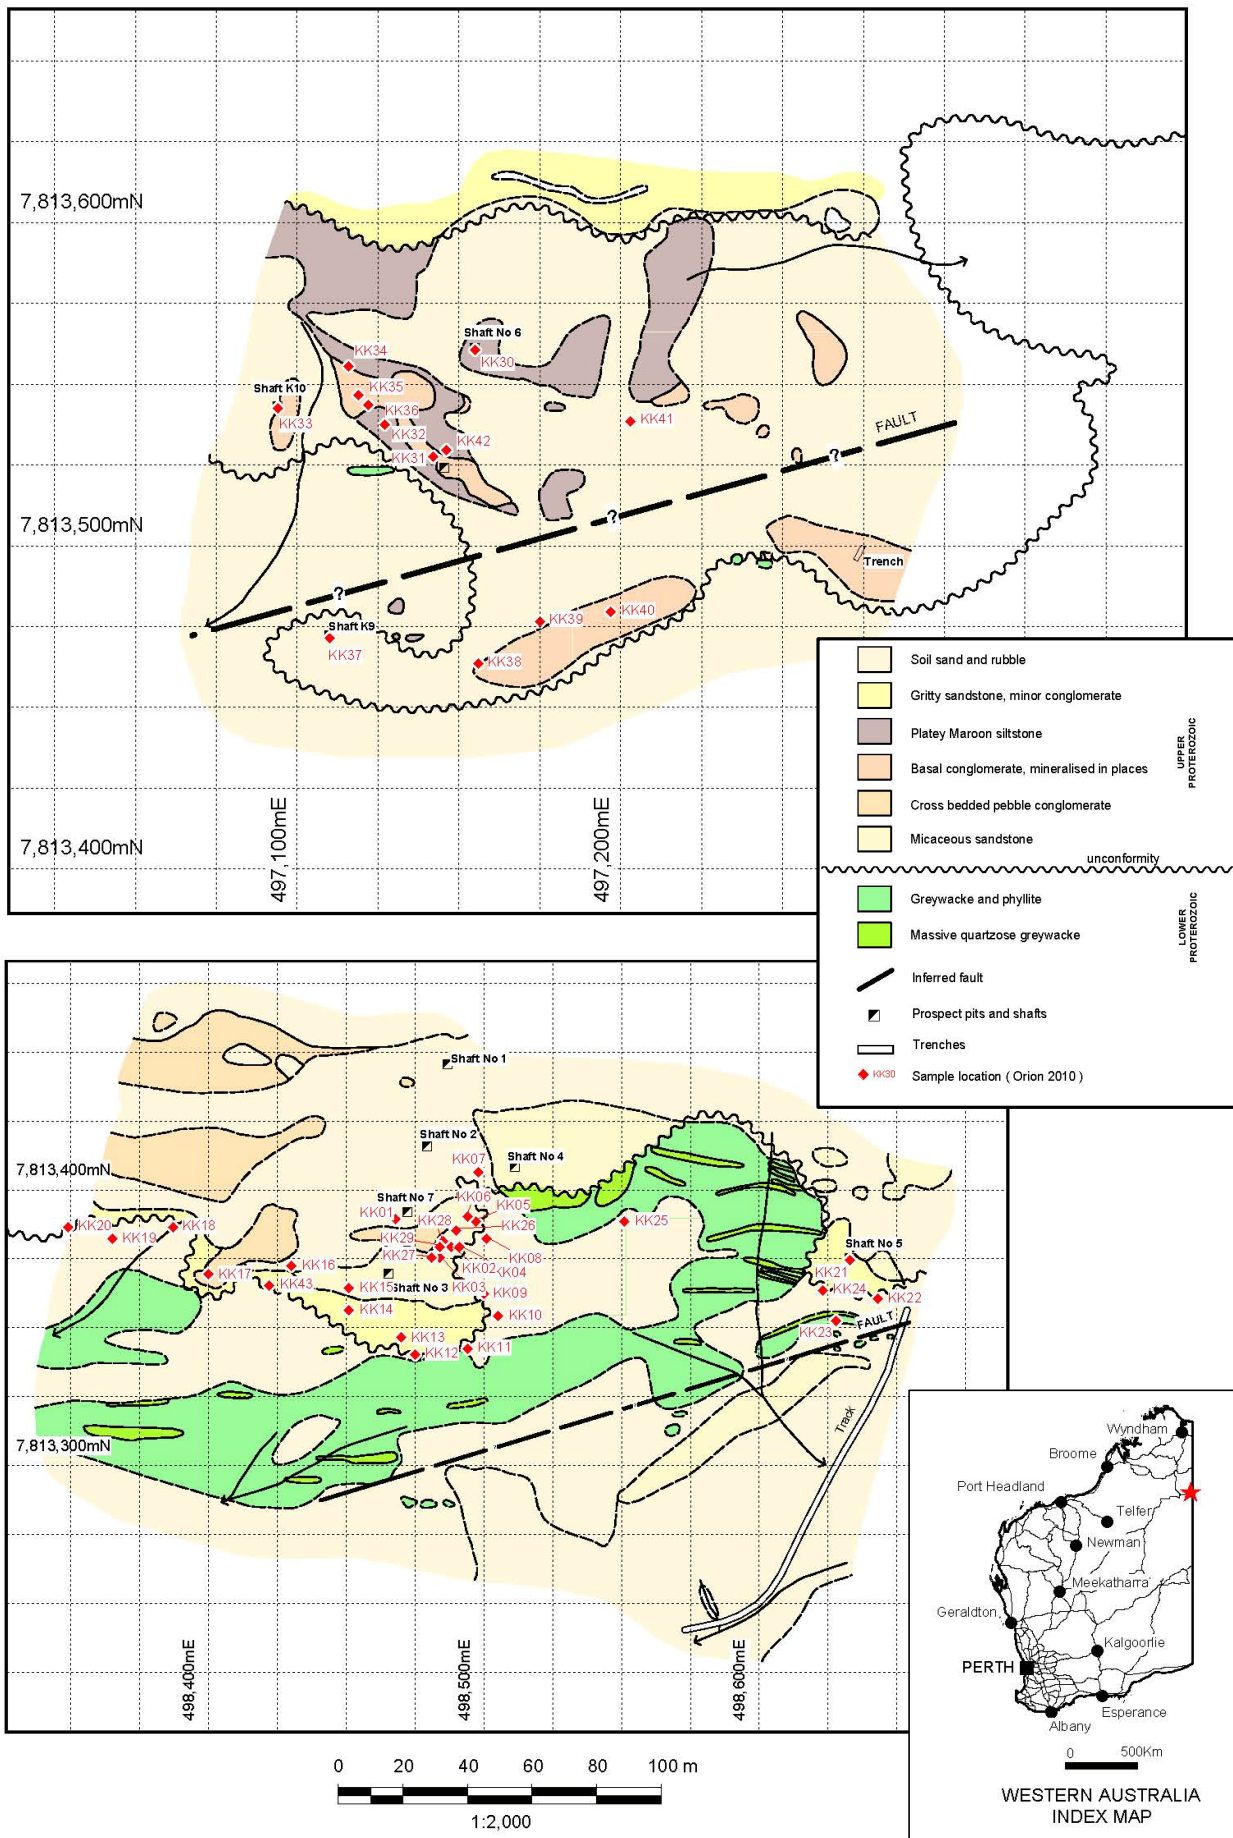 7,813,600mN
Shaft No 6
KK34
KK30
Shaft K10
KK35
KK33
KK36
KK41
KK32
FAULT
KK42
KK31
?
?
7,813,500mN
Trench
?
Shaft K9
KK40
KK39
KK37
KK38
7,813,400mN
497,100mE
497,200mE
Soil sand and rubble
Gritty sandstone, minor conglomerate
Platey Maroon siltstone
Basal conglomerate, mineralised in places
Cross bedded pebble conglomerate
Micaceous sandstone
UPPER
PROTEROZOIC
unconformity
Greywacke and phyllite
Massive quartzose greywacke
LOWER
PROTEROZOIC
Inferred fault
Prospect pits and shafts
Trenches
KK30 Sample location ( Orion 2010 )
Shaft No 1
Shaft No 2
Shaft No 4
7,813,400mN
KK07
Shaft No 7
KK06
KK05
KK01
KK20
KK18
KK28
KK26
KK25
KK19
KK29
Shaft No 5
KK27
KK08
KK16
KK02
KK04
KK21
KK17
KK43
KK15
Shaft No 3
KK03
KK09
KK24
KK22
KK14
KK10
KK23
FAULT
KK13
KK12
KK11
Track
7,813,300mN
498,400mE
498,500mE
498,600mE
0 20 40 60 80 100 m
1:2,000
Wyndham
Broome
Port Headland
Telfer
Newman
Meekatharra
Geraldton
Kalgoorlie
PERTH
Esperance
Albany
0 500Km
WESTERN AUSTRALIA
INDEX MAP